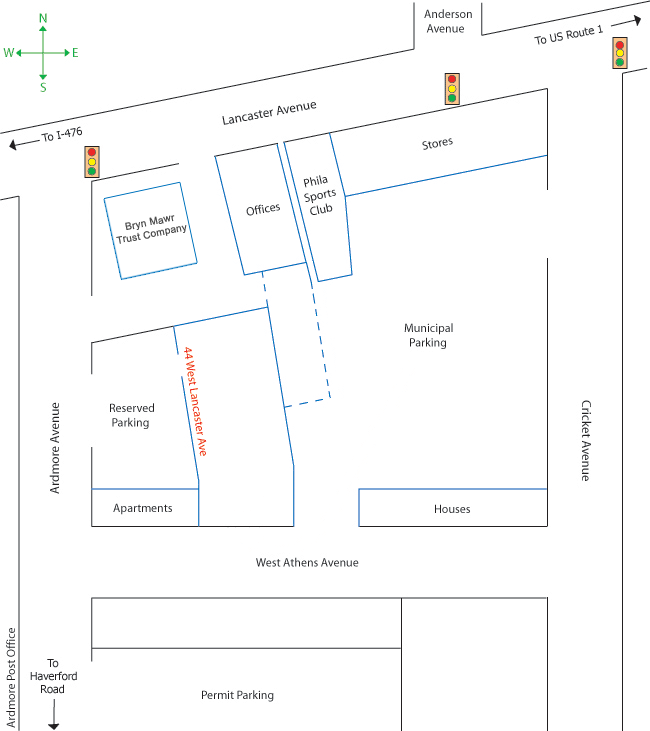 Anderson
Avenue
N
W
E
S
To US Route 1
Lancaster Avenue
To I-476
Stores
Phila
Sports
Club
Offices
Bryn Mawr
Trust Company
Municipal
Parking
44 West Lancaster Ave
Reserved
Parking
Ardmore Avenue
Cricket Avenue
Apartments
Houses
West Athens Avenue
Ardmore Post Office
To
Haverford
Road
Permit Parking